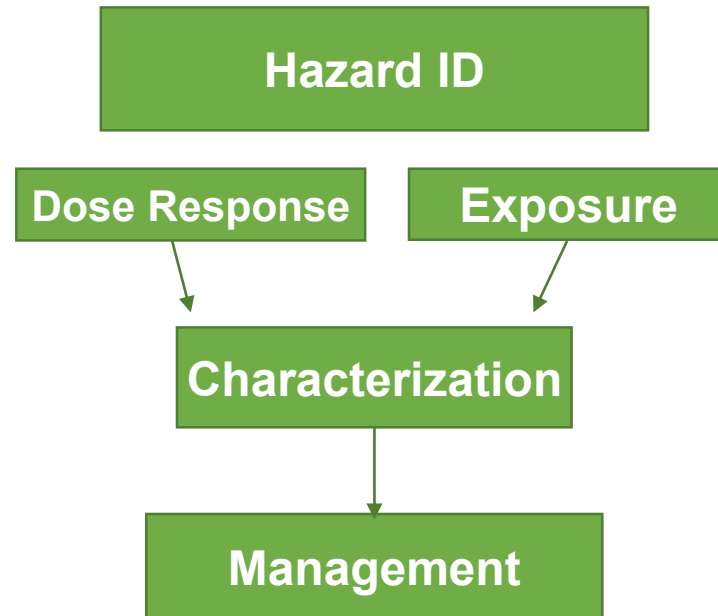 Hazard ID
Dose Response
Exposure
Characterization
Management